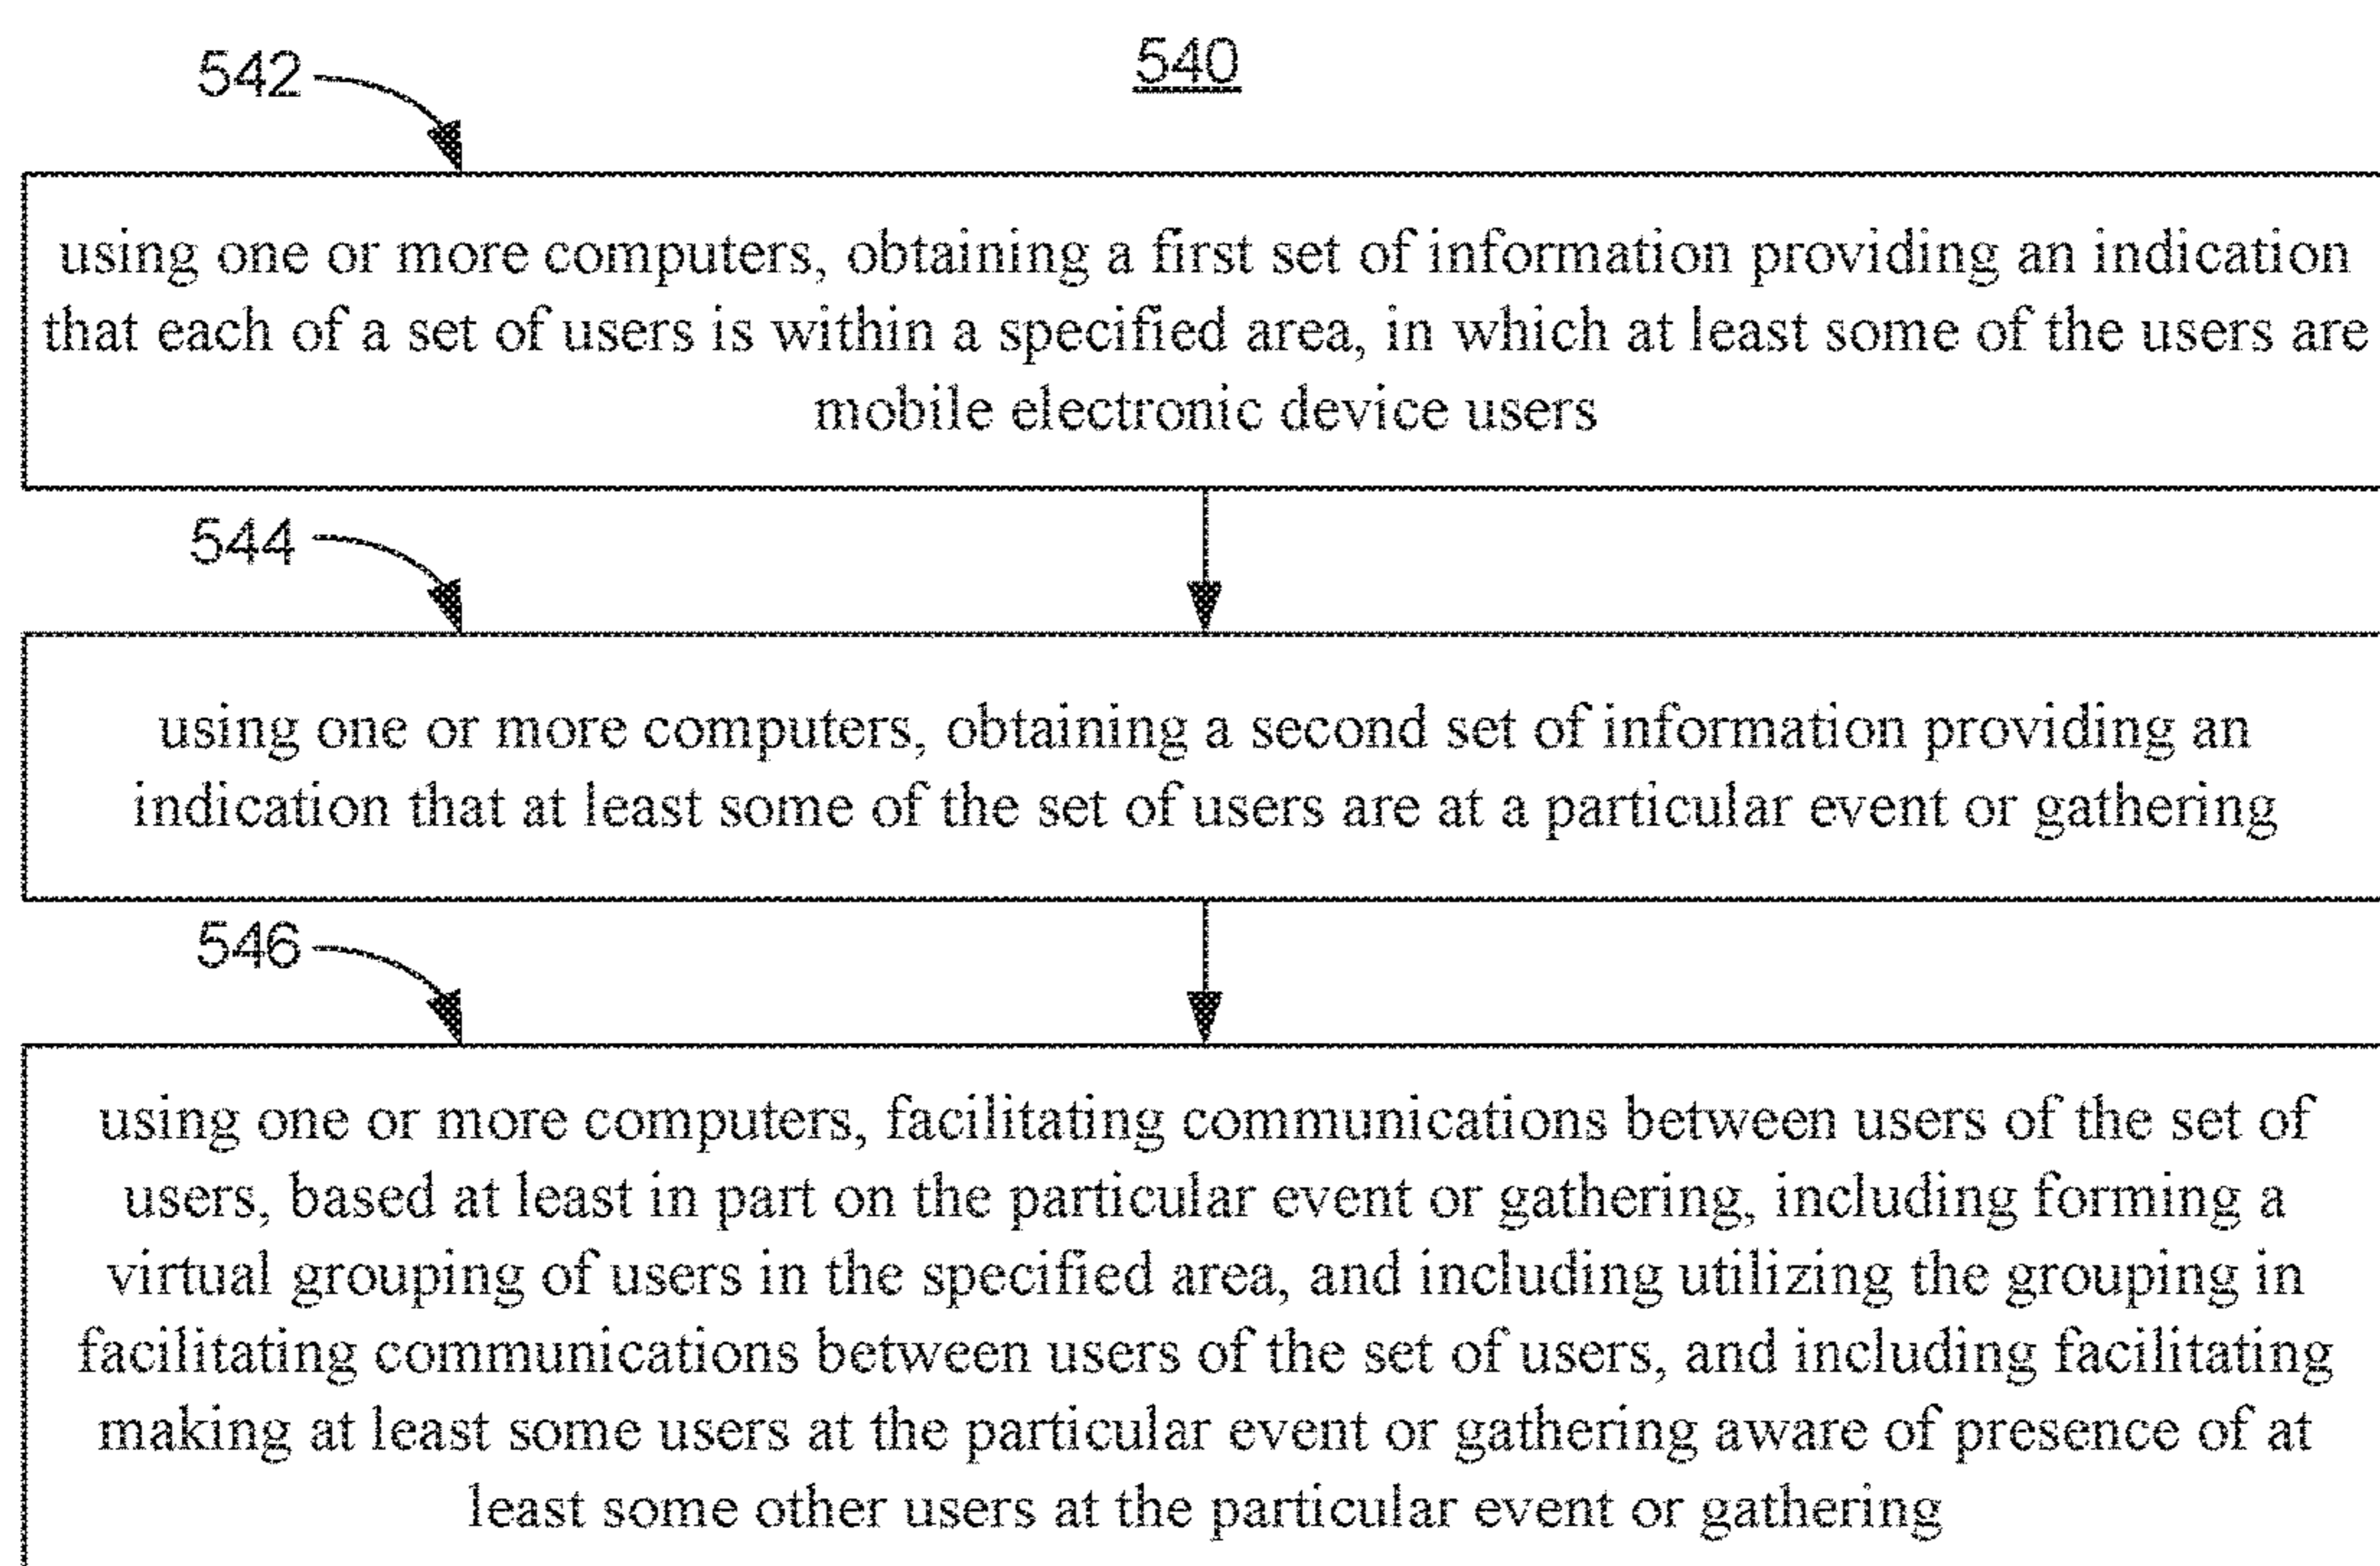 540
542
using one or more computers, obtaining a first set of information providing an indication
that each of a set of users is within a specified area, in which at least some of the users are
mobile electronic device users
544
using one or more computers, obtaining a second set of information providing an
indication that at least some of the set of users are at a particular event or gathering
546
using one or more computers, facilitating communications between users of the set of
users, based at least in part on the particular event or gathering, including forming a
virtual grouping of users in the specified area, and including utilizing the grouping in
facilitating communications between users of the set of users, and including facilitating
making at least some users at the particular event or gathering aware of presence of at
least some other users at the particular event or gathering